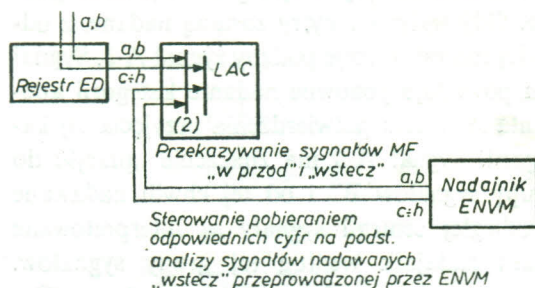 a,b
Rejestr ED
a,b
c÷h
LAC
(2)
Przekazywanie sygnałów MF
„w przód" i „wstecz"
a,b
c÷h
Nadajnik
ENVM
Sterowanie pobieraniem
odpowiednich cyfr na podst.
analizy sygnałów nadawanych
„wstecz" przeprowadzonej przez ENVM